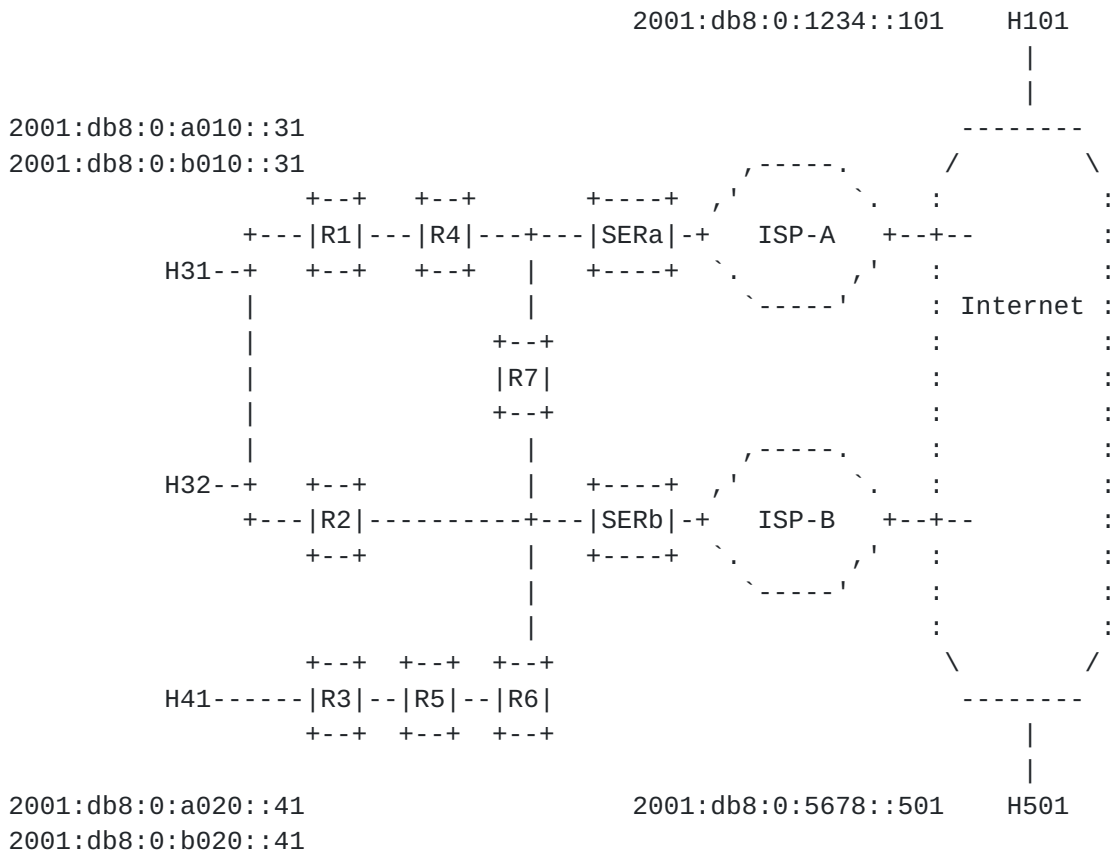 2001:db8:0:1234::101 H101
2001:db8:0:a010::31
2001:db8:0:b010::31
R1 R4 SERa ISP-A
H31
Internet
R7
H32
R2 SERb ISP-B
H41 R3 R5 R6
2001:db8:0:a020::41 2001:db8:0:5678::501 H501
2001:db8:0:b020::41